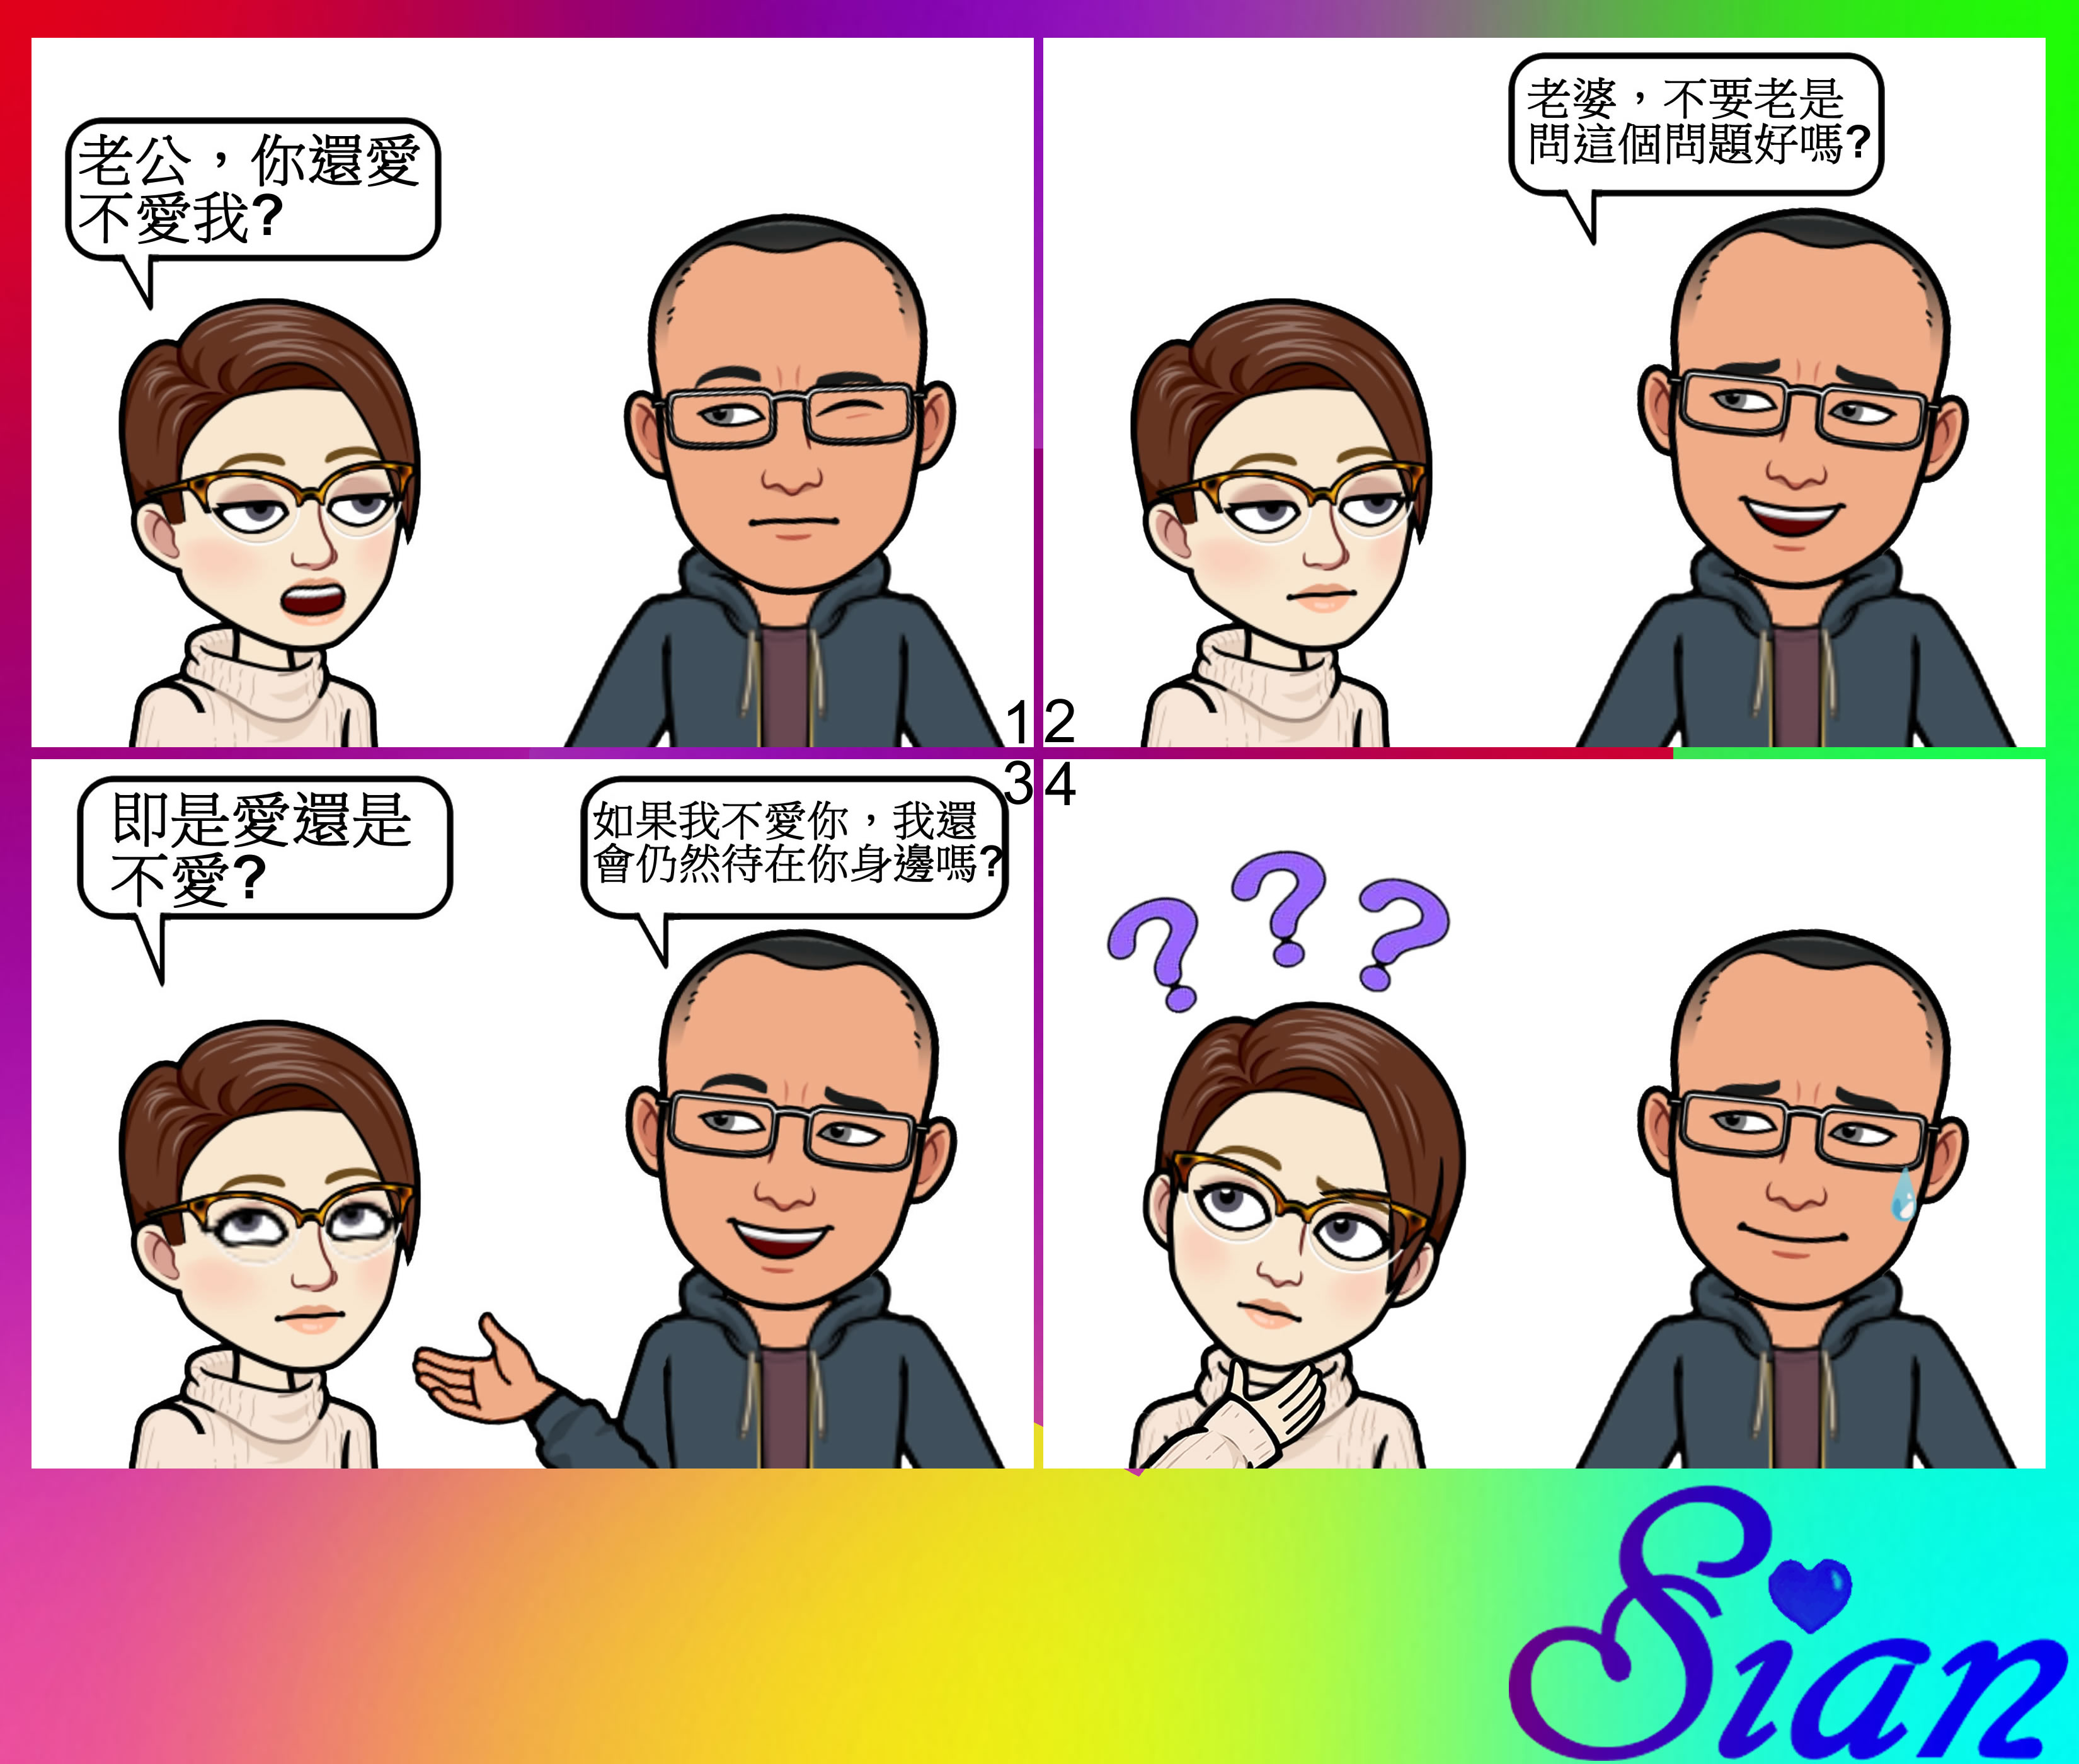 老公，你還愛
不愛我?
1
老婆，不要老是
問這個問題好嗎?
2
即是愛還是
不愛?
如果我不愛你，我還
會仍然待在你身邊嗎?
3
4
???
Sian